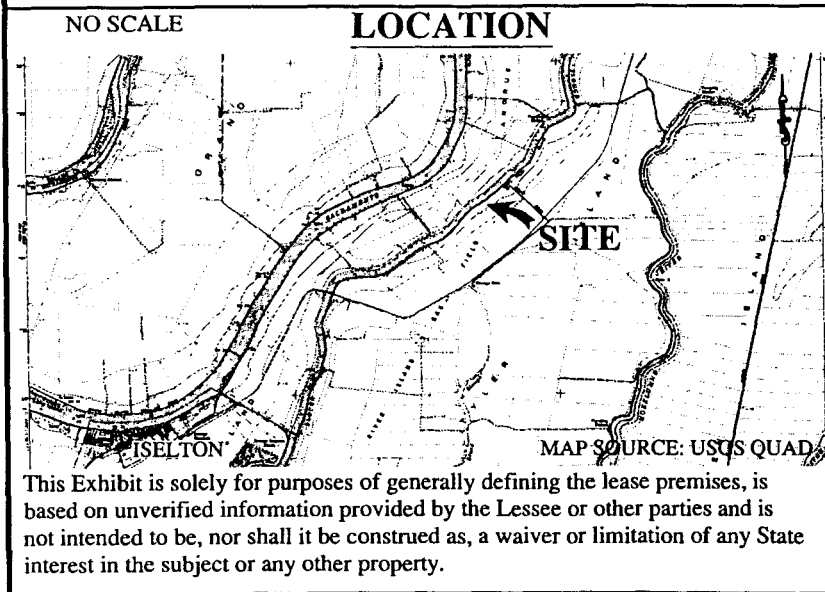 NO SCALE
LOCATION
SACRAMENTO
SITE
ISELTON
MAP SOURCE: USGS QUAD
This Exhibit is solely for purposes of generally defining the lease premises, is
based on unverified information provided by the Lessee or other parties and is
not intended to be, nor shall it be construed as, a waiver or limitation of any State
interest in the subject or any other property.